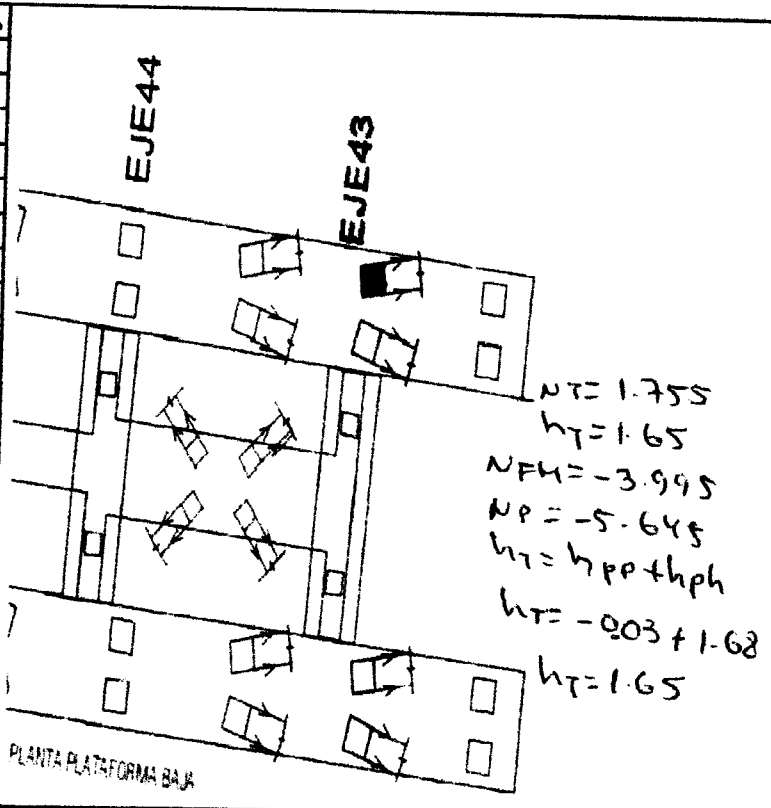 EJE44
EJE43
NT= 1.755
hT=1.65
NFM=-3.995
NP=-5.645
hT=hpp+hph
hT=-0.03+1.68
hT=1.65
PLANTA PLATAFORMA BAJA